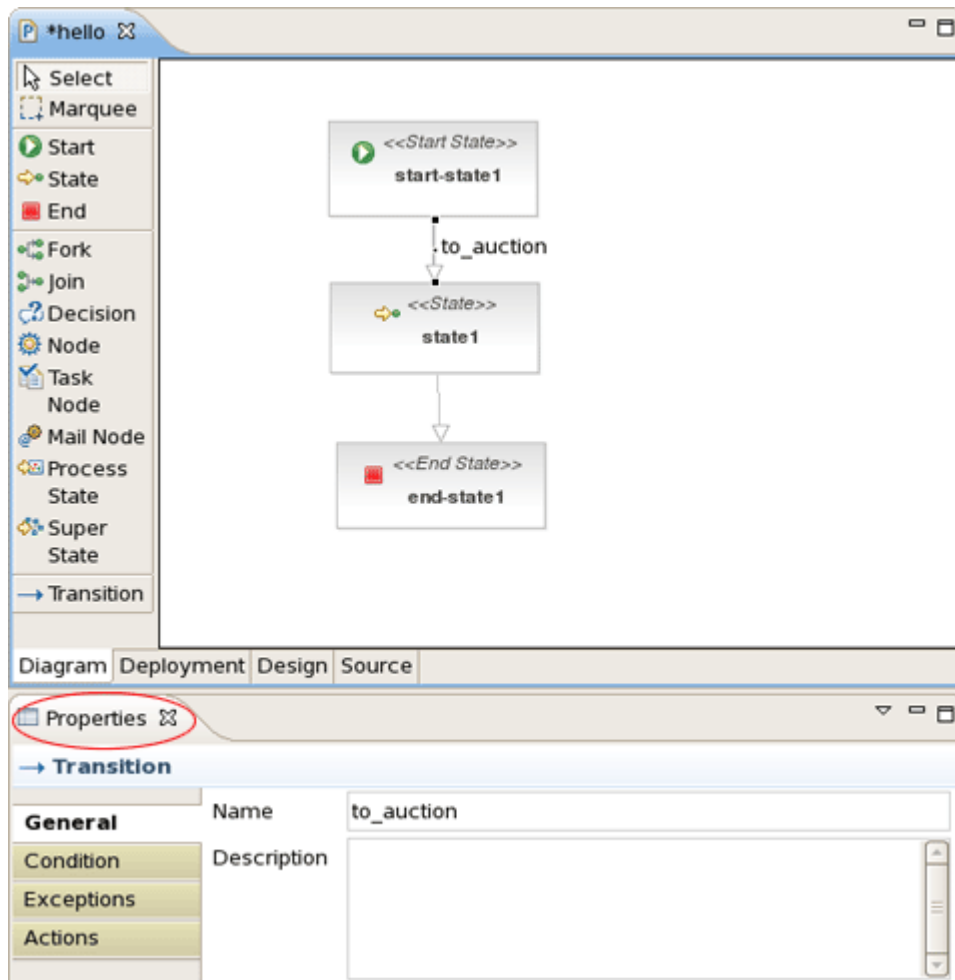 *hello
Select
Marquee
Start
State
End
Fork
Join
Decision
Node
Task
Node
Mail Node
Process
State
Super
State
Transition
<<Start State>>
start-state1
to_auction
<<State>>
state1
<<End State>>
end-state1
Diagram Deployment Design Source
Properties
Transition
General
Condition
Exceptions
Actions
Name to_auction
Description